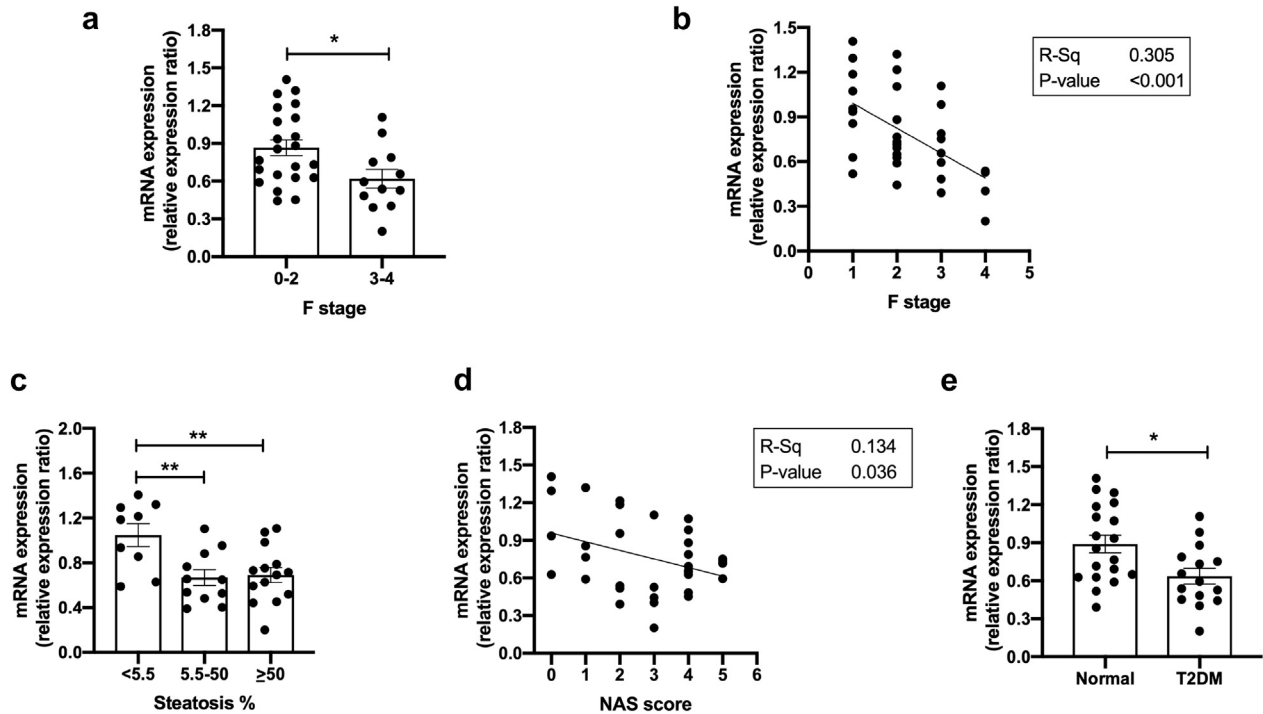 a
mRNA expression
(relative expression ratio)
1.8
1.5
1.2
0.9
0.6
0.3
0.0
*
0-2
3-4
F stage
b
mRNA expression
(relative expression ratio)
1.5
1.2
0.9
0.6
0.3
0.0
0
1
2
3
4
5
F stage
R-Sq 0.305
P-value <0.001
c
mRNA expression
(relative expression ratio)
2.0
1.6
1.2
0.8
0.4
0.0
**
**
<5.5
5.5-50
≥50
Steatosis %
d
mRNA expression
(relative expression ratio)
1.8
1.5
1.2
0.9
0.6
0.3
0.0
0
1
2
3
4
5
6
NAS score
R-Sq 0.134
P-value 0.036
e
mRNA expression
(relative expression ratio)
1.8
1.5
1.2
0.9
0.6
0.3
0.0
*
Normal
T2DM